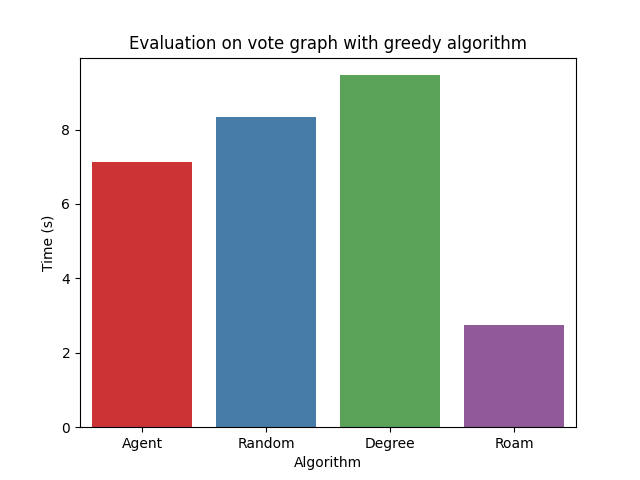 Evaluation on vote graph with greedy algorithm
Time (s)
8
6
4
2
0
Agent Random Degree Roam
Algorithm